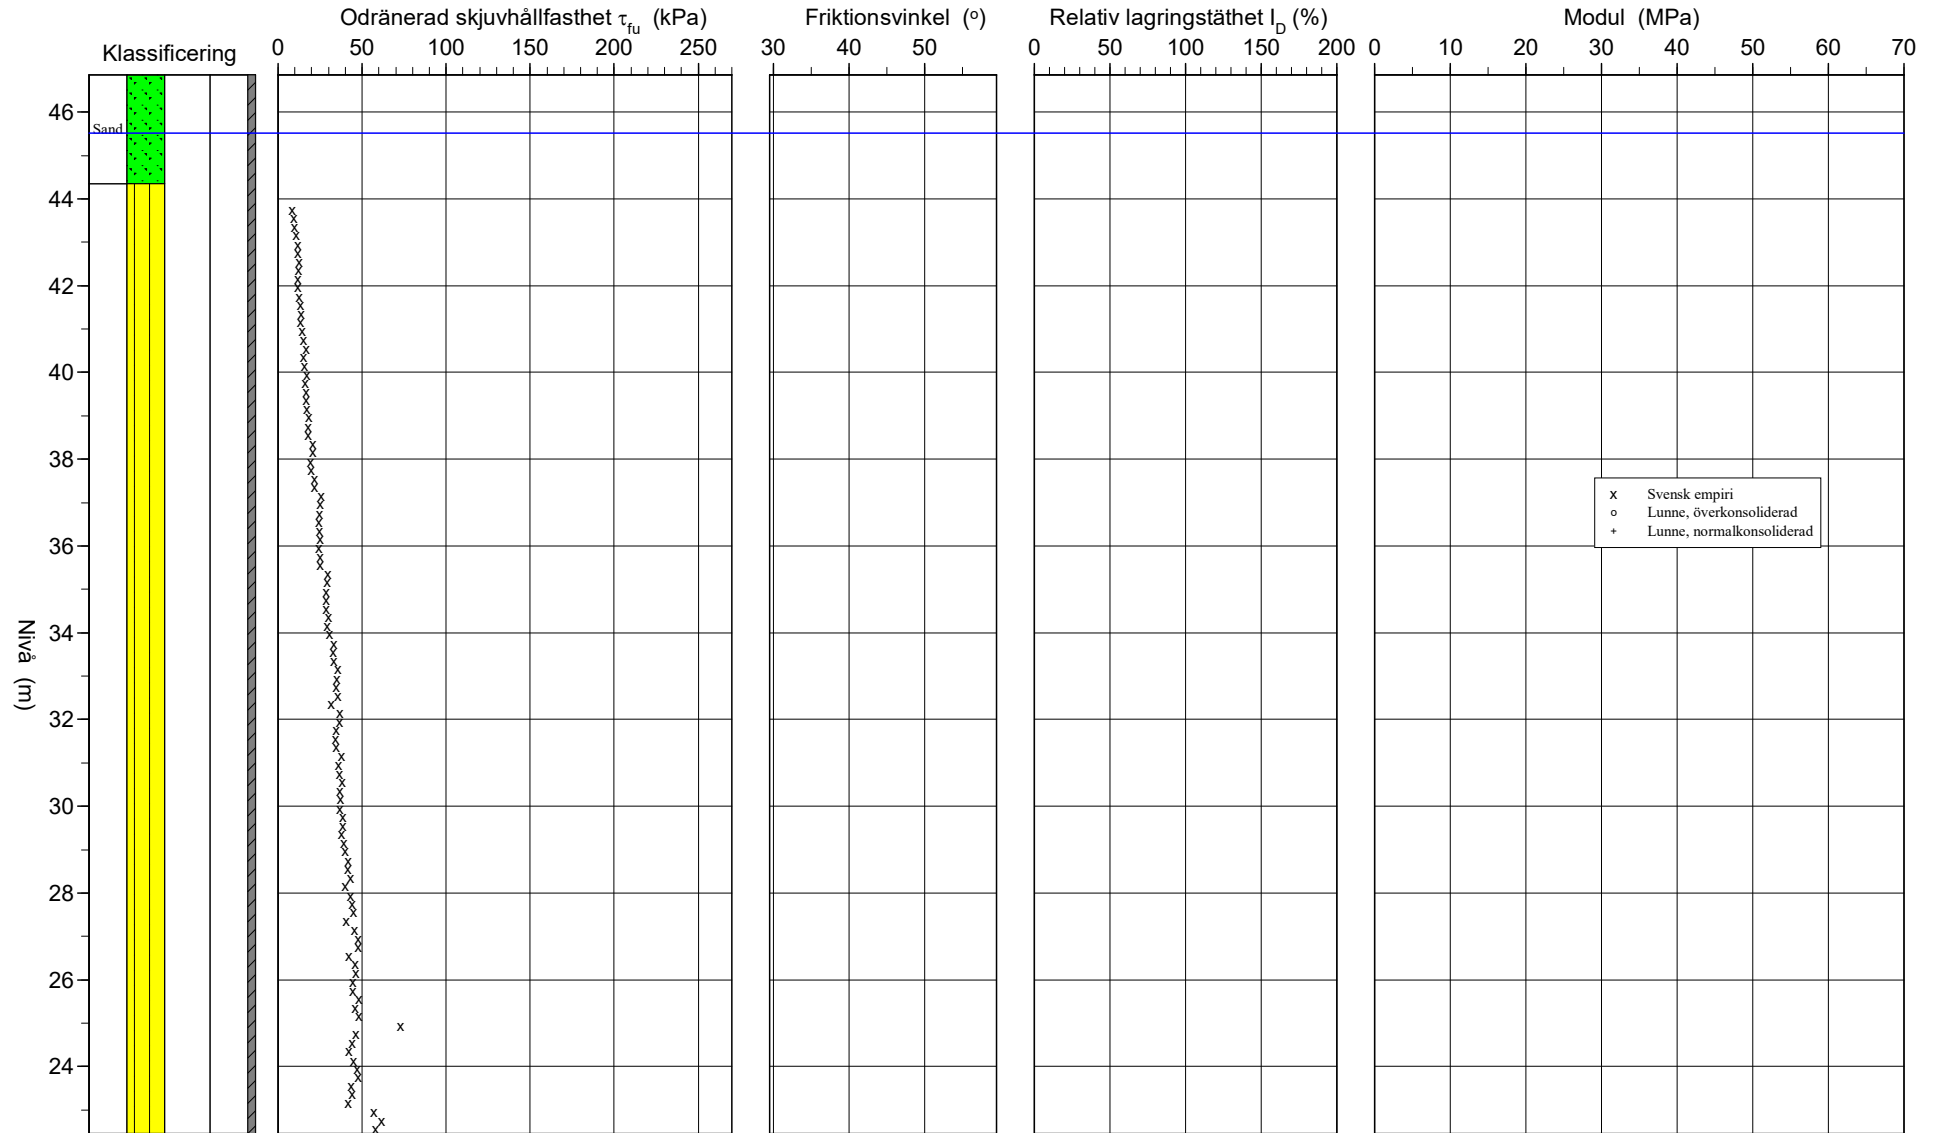 Odränerad skjuvhållfasthet τfu (kPa)
Friktionsvinkel (o)
Relativ lagringstäthet ID (%)
Modul (MPa)
Klassificering
0 50 100 150 200 250
30 40 50
0 50 100 150 200
0 10 20 30 40 50 60 70
46
Sand
44
42
40
38
x Svensk empiri
o Lunne, överkonsoliderad
+ Lunne, normalkonsoliderad
36
34
Nivå (m)
32
30
28
26
24